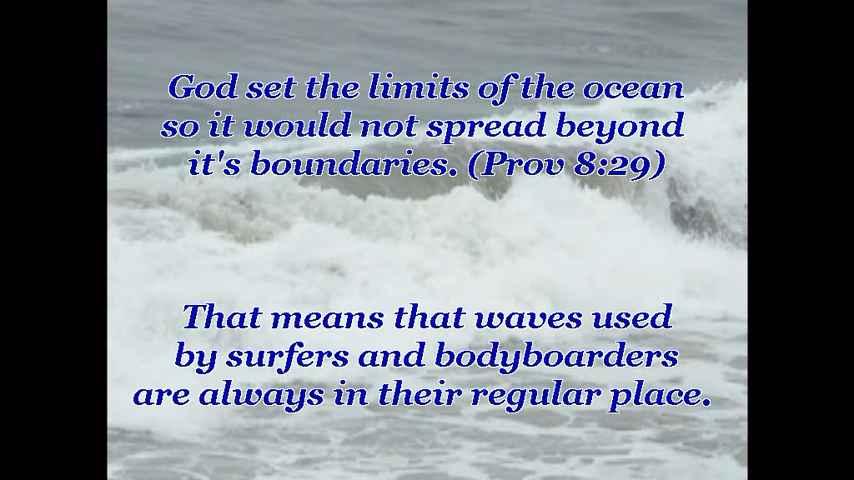 God set the limits of the ocean
so it would not spread beyond
it's boundaries. (Prov 8:29)
That means that waves used
by surfers and bodyboarders
are always in their regular place.